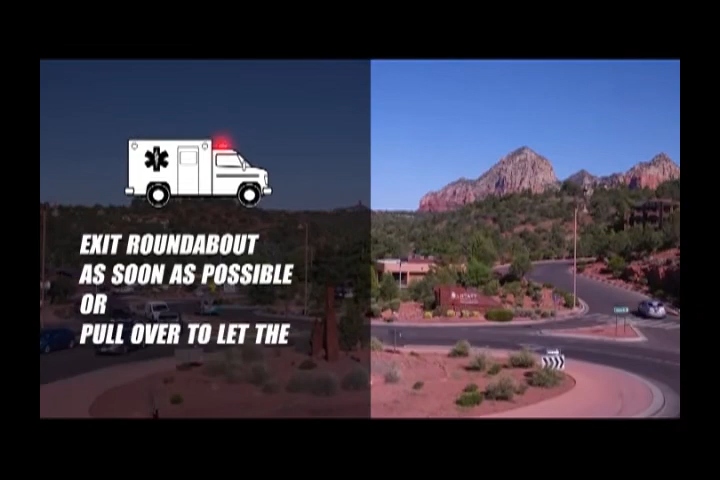 EXIT ROUNDABOUT
AS SOON AS POSSIBLE
OR
PULL OVER TO LET THE